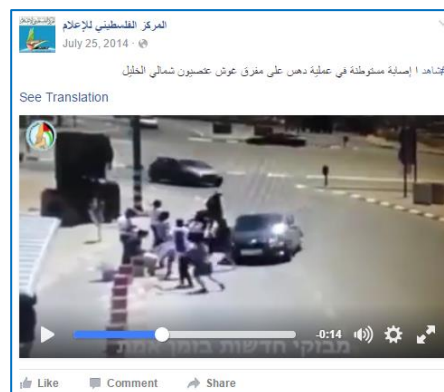 المركز الفلسطيني للإعلام
July 25, 2014
#شاهد | إصابة مستوطنة في عملية دهس على مفرق غوش عتصيون شمالي الخليل
See Translation
מבזקי חדשות בזמן אמת
-0:14
Like Comment Share